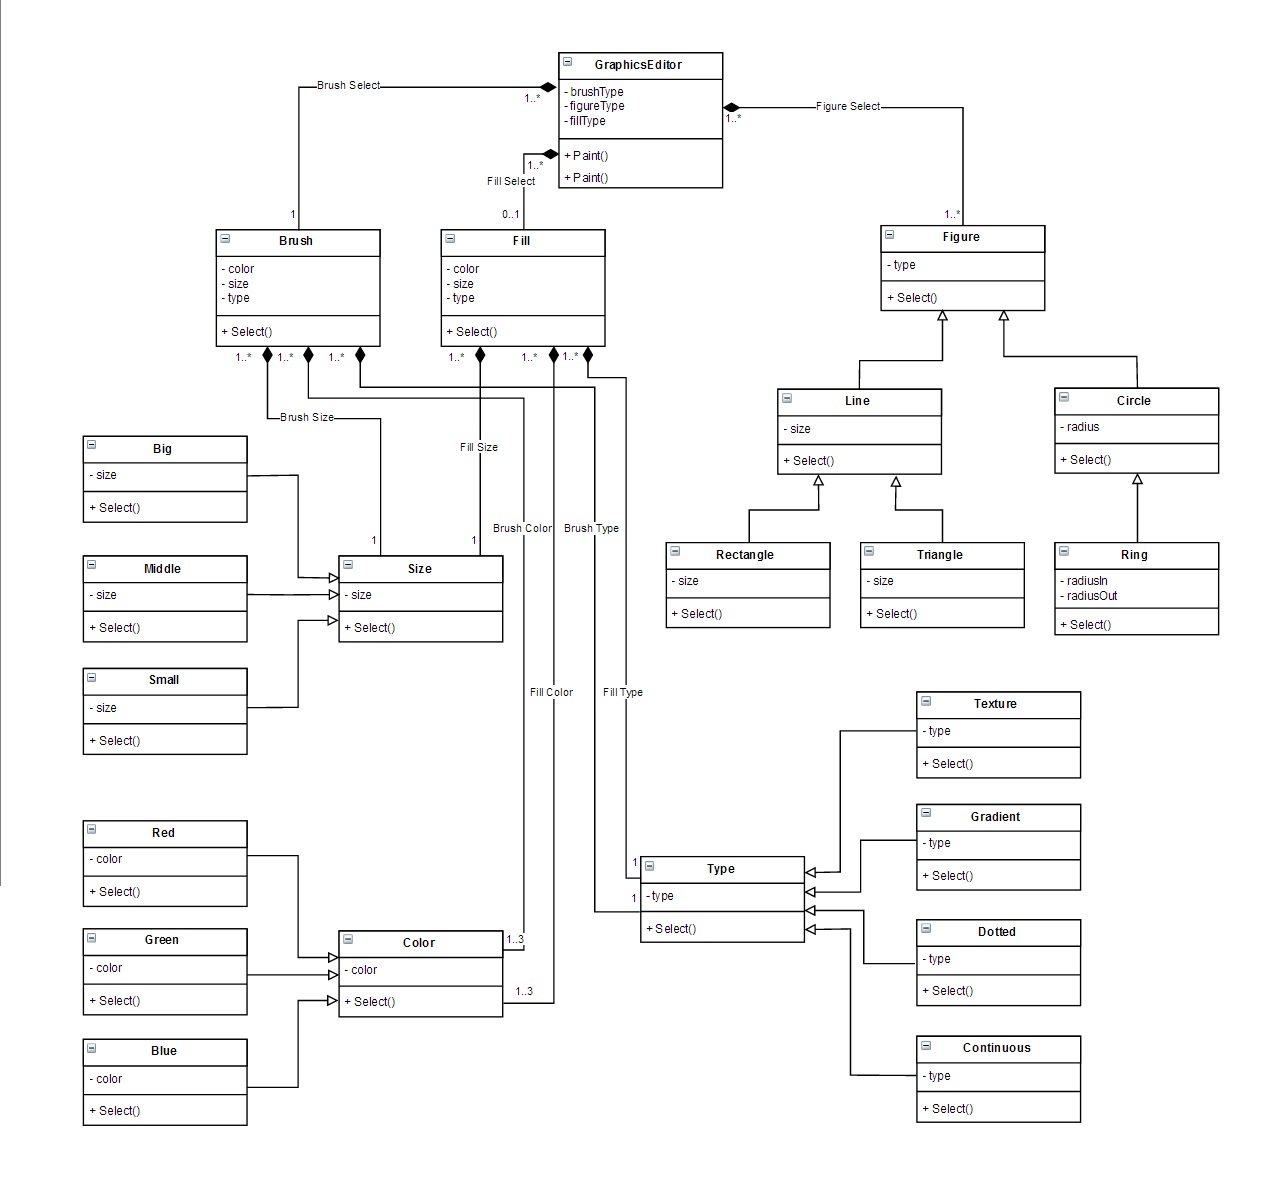 GraphicsEditor
- brushType
- figureType
- fillType
+ Paint()
+ Paint()
Brush Select
1..*
1..*
Figure Select
1..*
Fill Select
1
0..1
1..*
Brush
- color
- size
- type
+ Select()
Fill
- color
- size
- type
+ Select()
Figure
- type
+ Select()
1..*
1..*
1..*
1..*
1..*
1..*
Brush Size
Fill Size
Brush Color
Brush Type
1
1
Line
- size
+ Select()
Circle
- radius
+ Select()
Big
- size
+ Select()
Middle
- size
+ Select()
Size
- size
+ Select()
Rectangle
- size
+ Select()
Triangle
- size
+ Select()
Ring
- radiusIn
- radiusOut
+ Select()
Small
- size
+ Select()
Fill Color
Fill Type
Texture
- type
+ Select()
Red
- color
+ Select()
Gradient
- type
+ Select()
1
1
Type
- type
+ Select()
Green
- color
+ Select()
Color
- color
+ Select()
1..3
1..3
Dotted
- type
+ Select()
Blue
- color
+ Select()
Continuous
- type
+ Select()